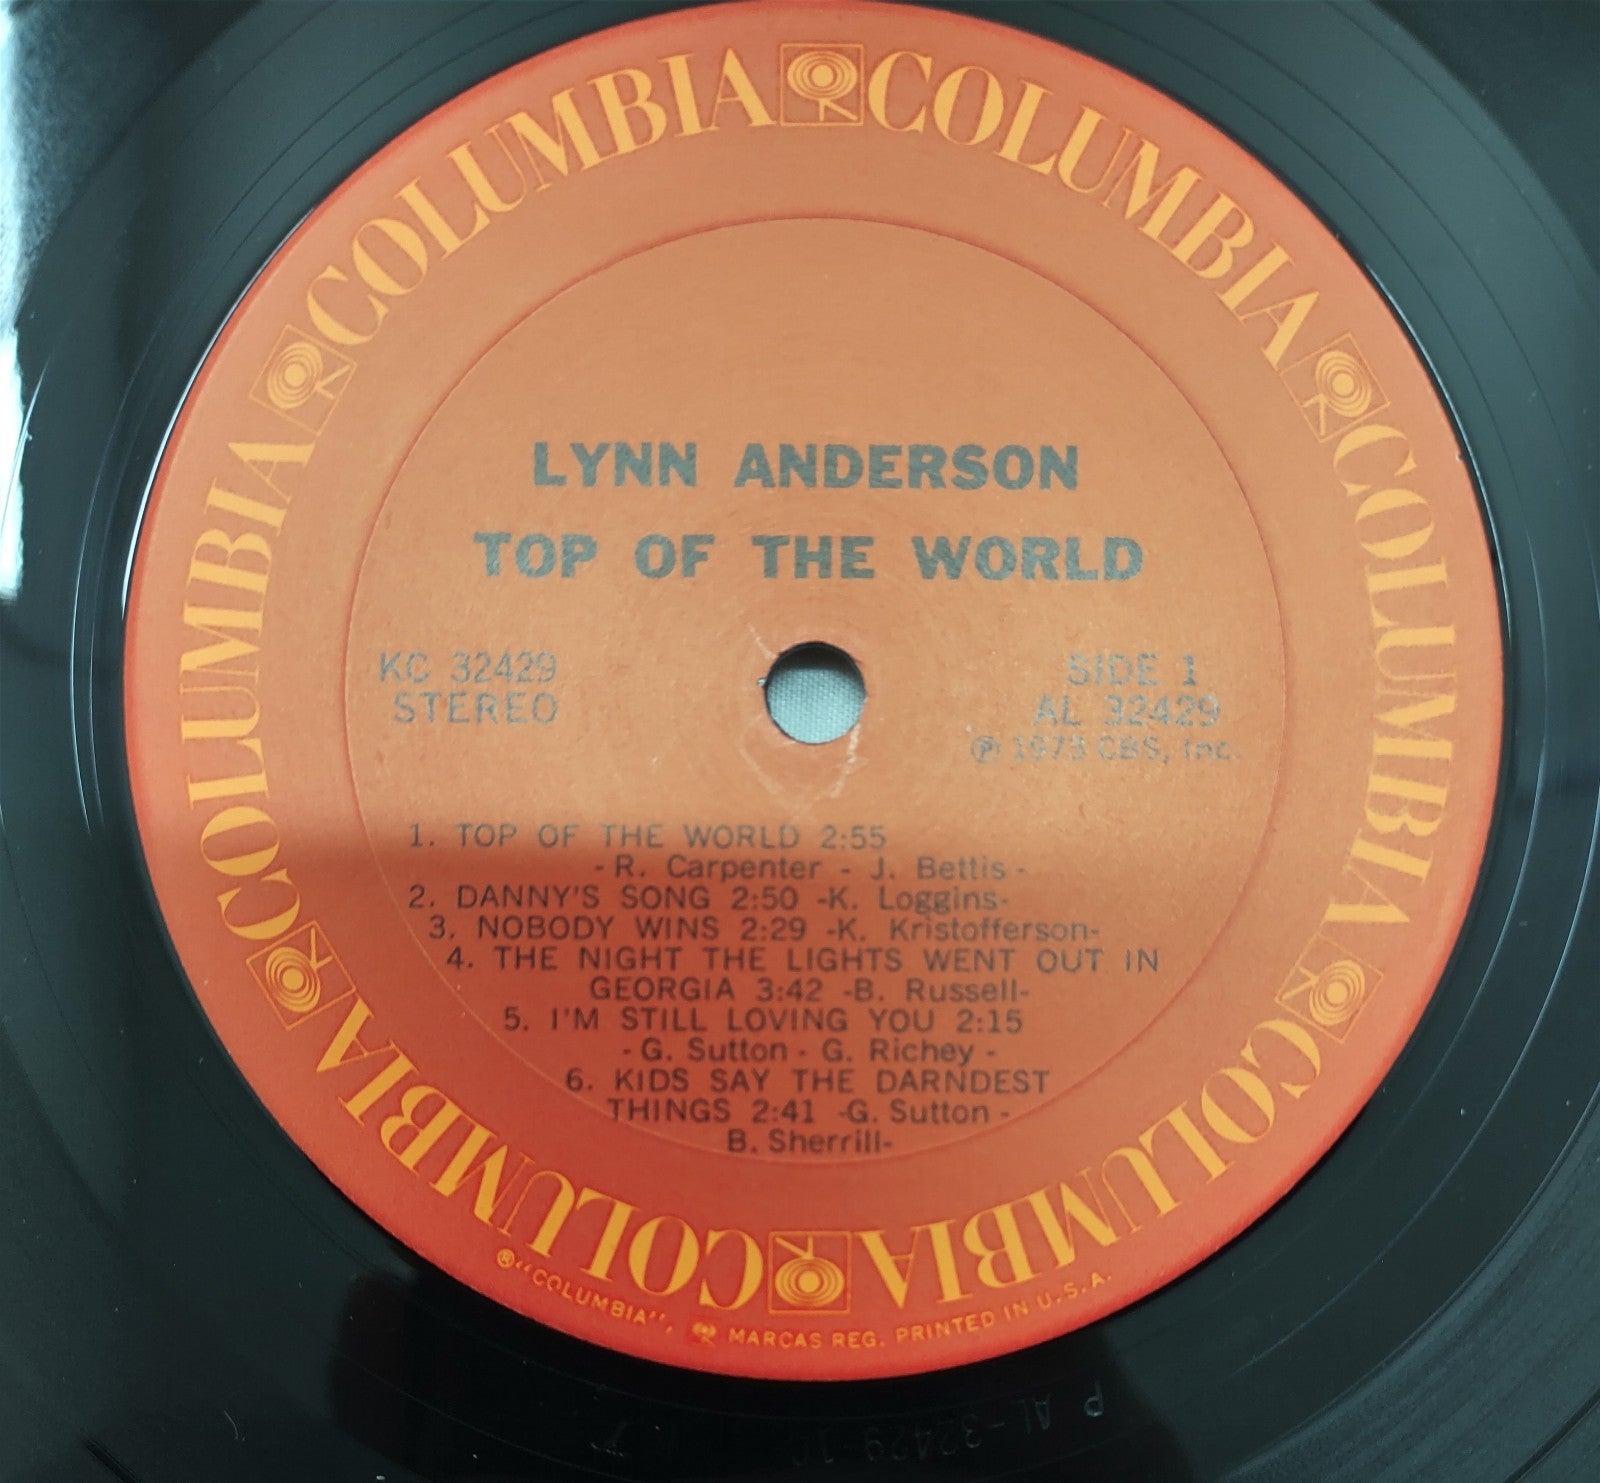 COLUMBIA COLUMBIA COLUMBIA COLUMBIA COLUMBIA COLUMBIA
LYNN ANDERSON
TOP OF THE WORLD
KC 32429
STEREO
SIDE 1
AL 32429
℗ 1973 CBS, Inc.
1. TOP OF THE WORLD 2:55
- R. Carpenter - J. Bettis -
2. DANNY'S SONG 2:50 -K. Loggins-
3. NOBODY WINS 2:29 -K. Kristofferson-
4. THE NIGHT THE LIGHTS WENT OUT IN
GEORGIA 3:42 -B. Russell-
5. I'M STILL LOVING YOU 2:15
- G. Sutton - G. Richey -
6. KIDS SAY THE DARNDEST
THINGS 2:41 -G. Sutton -
B. Sherrill-
® "COLUMBIA", MARCAS REG. PRINTED IN U.S.A.
P AL-32429-1